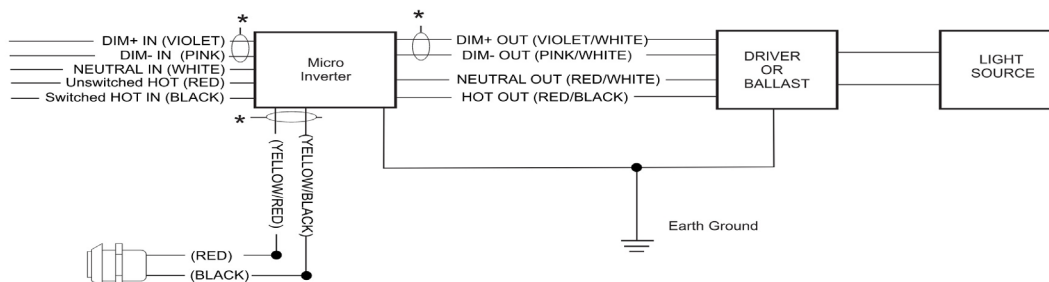 *
*
DIM+ IN (VIOLET)
DIM- IN (PINK)
NEUTRAL IN (WHITE)
Unswitched HOT (RED)
Switched HOT IN (BLACK)
Micro
Inverter
DIM+ OUT (VIOLET/WHITE)
DIM- OUT (PINK/WHITE)
NEUTRAL OUT (RED/WHITE)
HOT OUT (RED/BLACK)
DRIVER
OR
BALLAST
LIGHT
SOURCE
*
(YELLOW/RED)
(YELLOW/BLACK)
Earth Ground
(RED)
(BLACK)